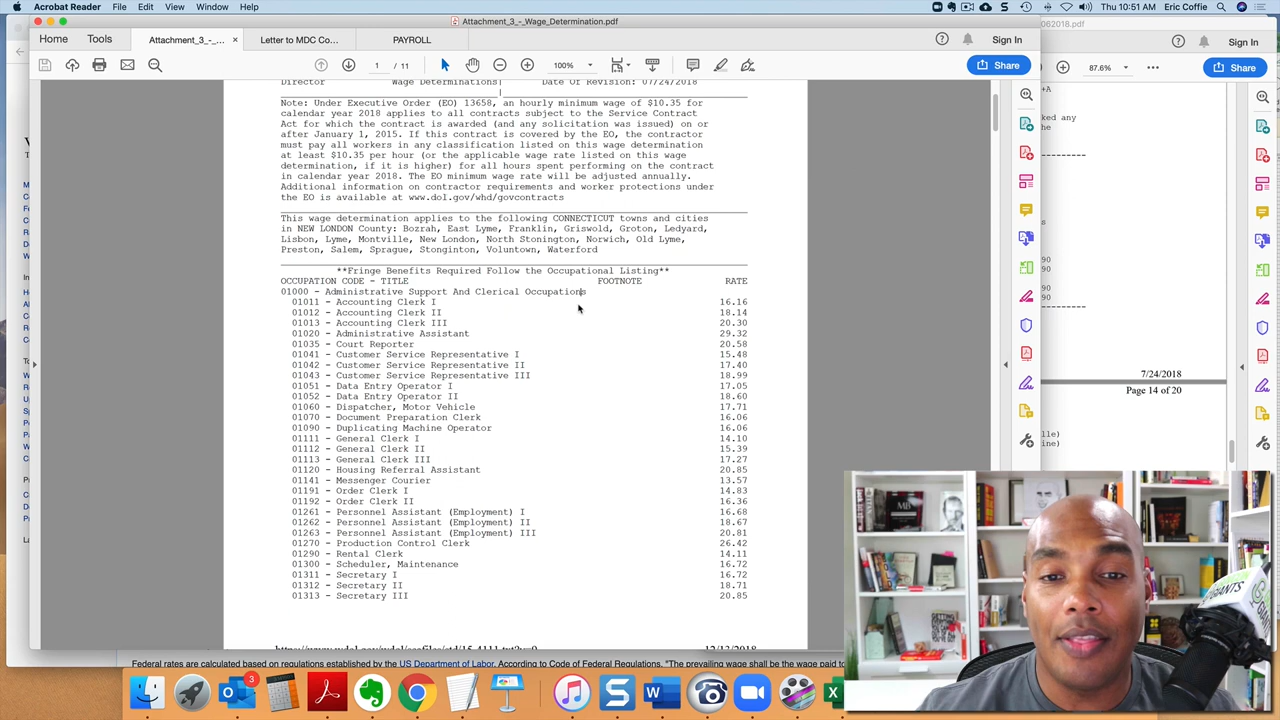 Acrobat Reader File Edit View Window Help
Thu 10:51 AM Eric Coffie
Attachment_3_-_Wage_Determination.pdf
062018.pdf
Home Tools Attachment_3_-_... × Letter to MDC Co... PAYROLL Sign In
Sign In
1 / 11 100% Share
87.6% Share
Director Wage Determinations| Date Of Revision: 07/24/2018
|
Note: Under Executive Order (EO) 13658, an hourly minimum wage of $10.35 for
calendar year 2018 applies to all contracts subject to the Service Contract
Act for which the contract is awarded (and any solicitation was issued) on or
after January 1, 2015. If this contract is covered by the EO, the contractor
must pay all workers in any classification listed on this wage determination
at least $10.35 per hour (or the applicable wage rate listed on this wage
determination, if it is higher) for all hours spent performing on the contract
in calendar year 2018. The EO minimum wage rate will be adjusted annually.
Additional information on contractor requirements and worker protections under
the EO is available at www.dol.gov/whd/govcontracts
This wage determination applies to the following CONNECTICUT towns and cities
in NEW LONDON County: Bozrah, East Lyme, Franklin, Griswold, Groton, Ledyard,
Lisbon, Lyme, Montville, New London, North Stonington, Norwich, Old Lyme,
Preston, Salem, Sprague, Stonginton, Voluntown, Waterford
**Fringe Benefits Required Follow the Occupational Listing**
OCCUPATION CODE - TITLE FOOTNOTE RATE
01000 - Administrative Support And Clerical Occupations
01011 - Accounting Clerk I 16.16
01012 - Accounting Clerk II 18.14
01013 - Accounting Clerk III 20.30
01020 - Administrative Assistant 29.32
01035 - Court Reporter 20.58
01041 - Customer Service Representative I 15.48
01042 - Customer Service Representative II 17.40
01043 - Customer Service Representative III 18.99
01051 - Data Entry Operator I 17.05
01052 - Data Entry Operator II 18.60
01060 - Dispatcher, Motor Vehicle 17.71
01070 - Document Preparation Clerk 16.06
01090 - Duplicating Machine Operator 16.06
01111 - General Clerk I 14.10
01112 - General Clerk II 15.39
01113 - General Clerk III 17.27
01120 - Housing Referral Assistant 20.85
01141 - Messenger Courier 13.57
01191 - Order Clerk I 14.83
01192 - Order Clerk II 16.36
01261 - Personnel Assistant (Employment) I 16.68
01262 - Personnel Assistant (Employment) II 18.67
01263 - Personnel Assistant (Employment) III 20.81
01270 - Production Control Clerk 26.42
01290 - Rental Clerk 14.11
01300 - Scheduler, Maintenance 16.72
01311 - Secretary I 16.72
01312 - Secretary II 18.71
01313 - Secretary III 20.85
12/13/2018
+A
ked any
he
90
90
90
7/24/2018
Page 14 of 20
lle)
ine)
Federal rates are calculated based on regulations established by the US Department of Labor. According to Code of Federal Regulations, "The prevailing wage shall be the wage paid to
3
GIANTS